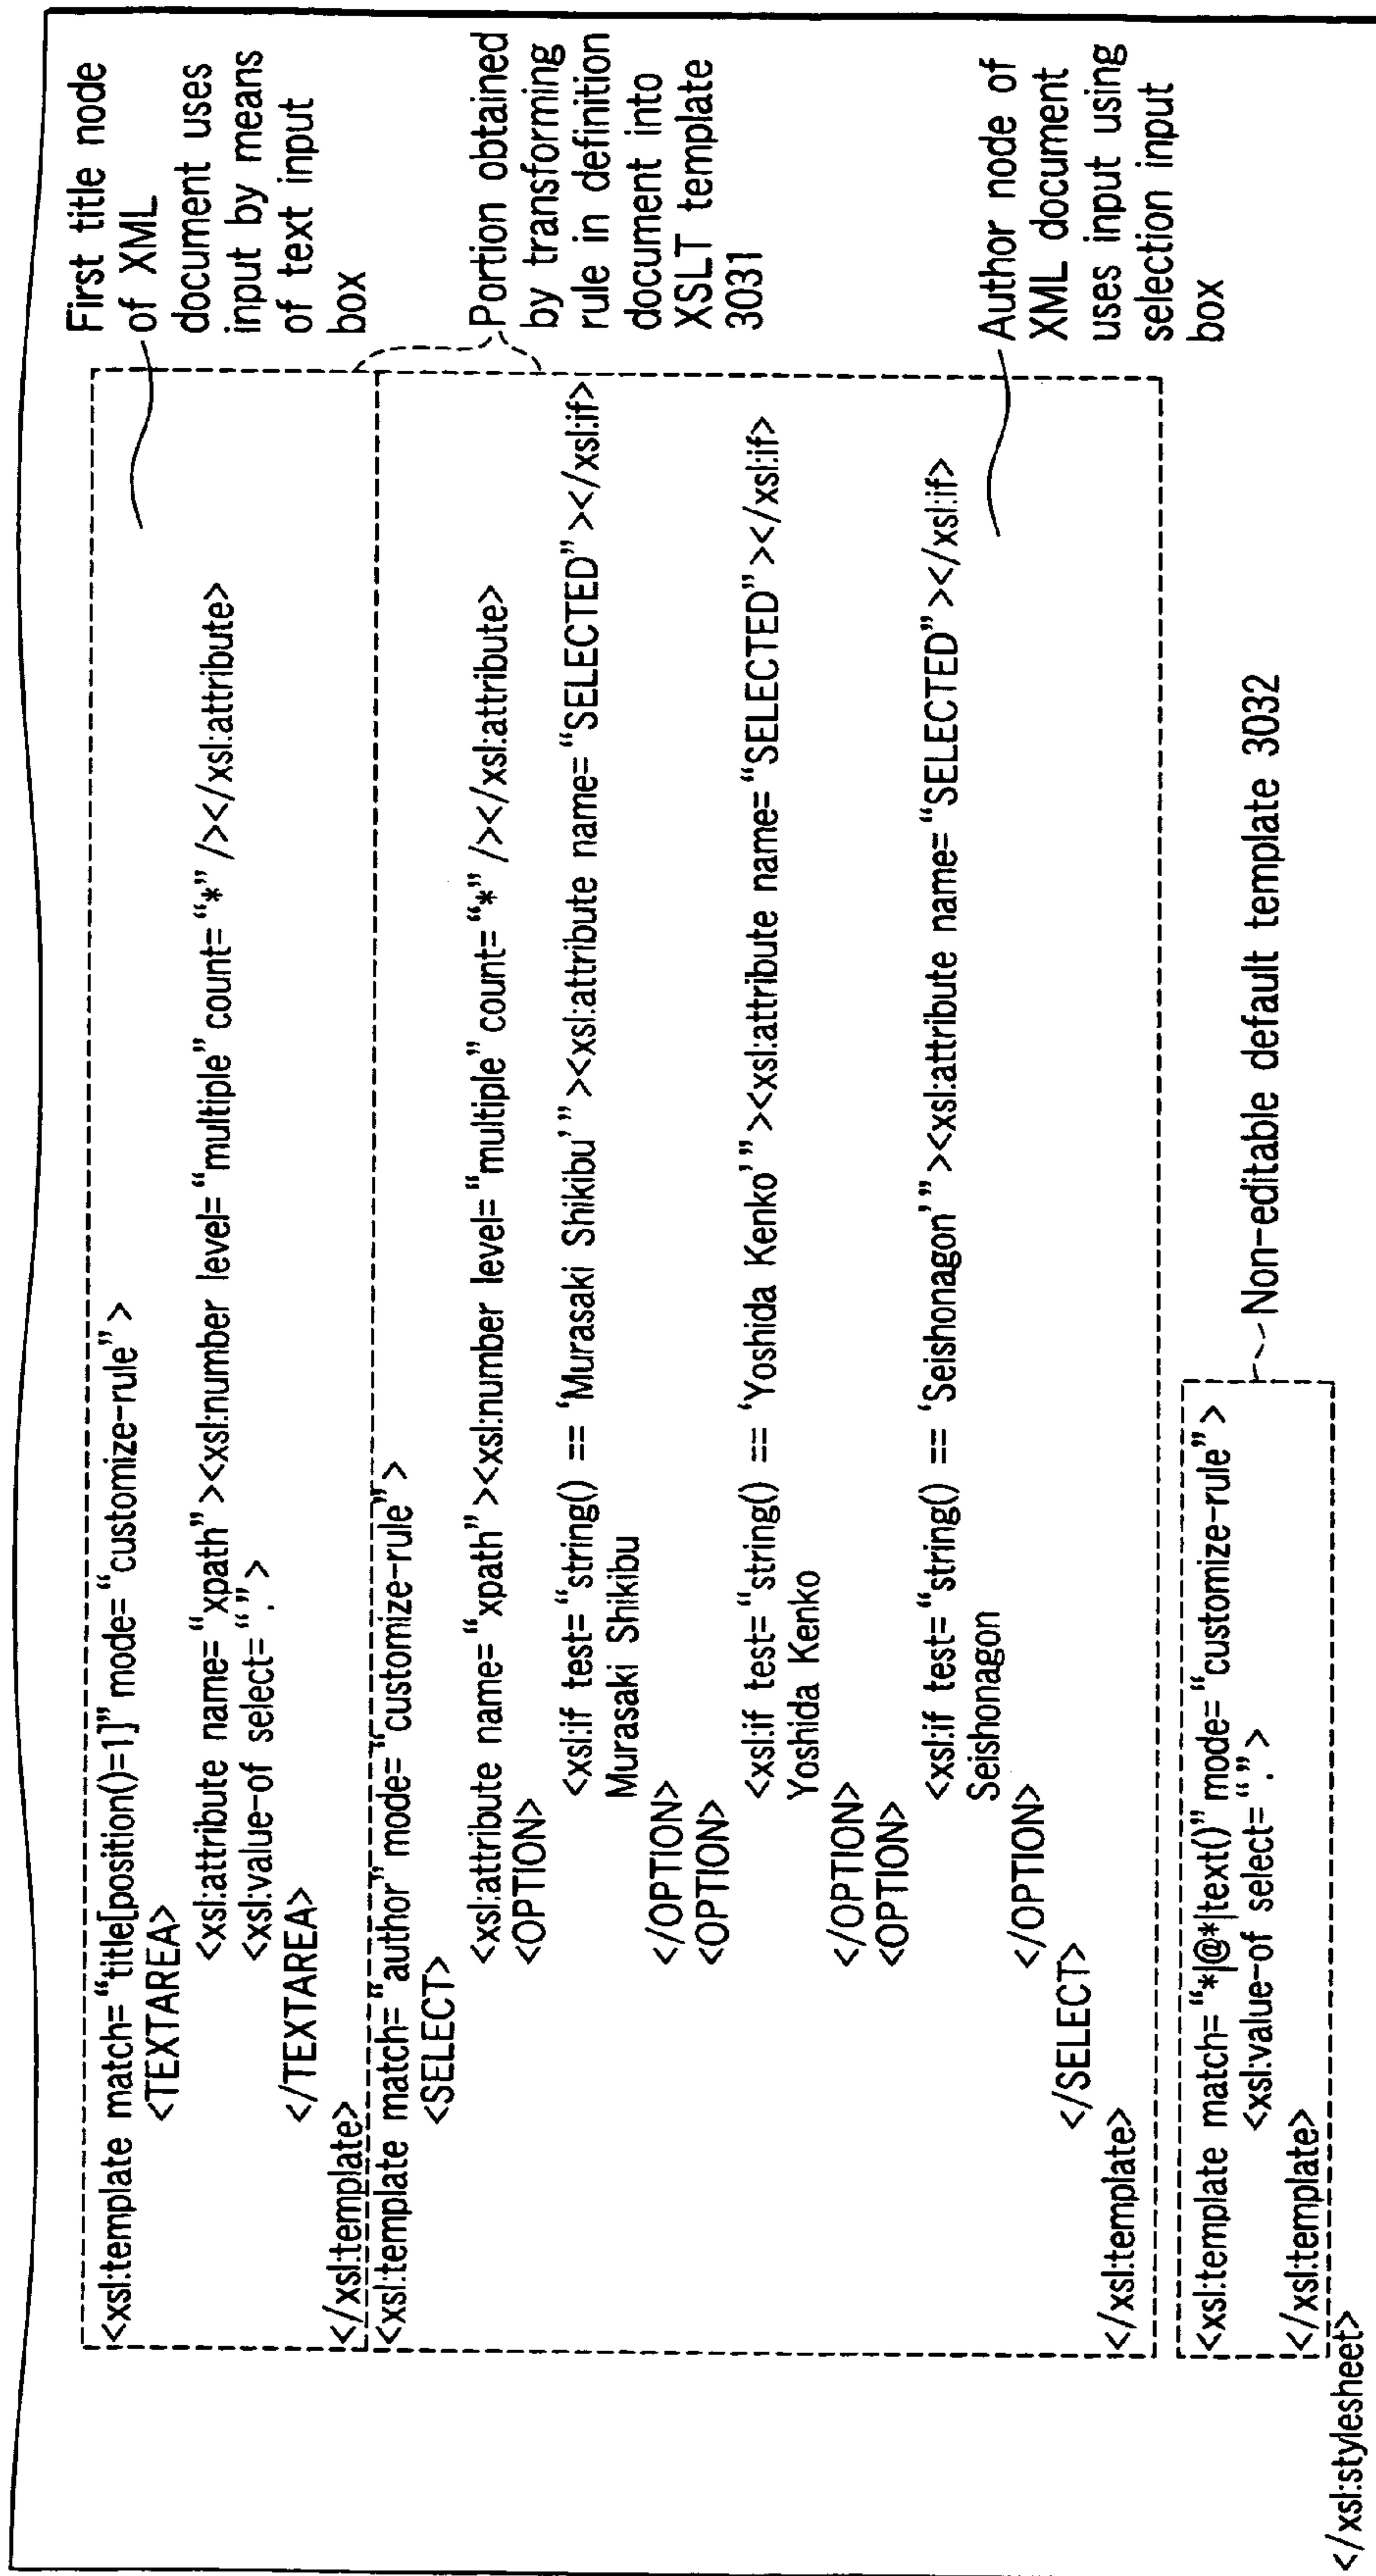 <xsl:template match=“title[position()=1]” mode=“customize-rule”>
<TEXTAREA>
<xsl:attribute name=“xpath”><xsl:number level=“multiple” count=“*” /></xsl:attribute>
<xsl:value-of select=“.”>
</TEXTAREA>
</xsl:template>
<xsl:template match=“author” mode=“customize-rule”>
<SELECT>
<xsl:attribute name=“xpath”><xsl:number level=“multiple” count=“*” /></xsl:attribute>
<OPTION>
<xsl:if test=“string() == ‘Murasaki Shikibu’”><xsl:attribute name=“SELECTED”></xsl:if>
Murasaki Shikibu
</OPTION>
<OPTION>
<xsl:if test=“string() == ‘Yoshida Kenko’”><xsl:attribute name=“SELECTED”></xsl:if>
Yoshida Kenko
</OPTION>
<OPTION>
<xsl:if test=“string() == ‘Seishonagon’”><xsl:attribute name=“SELECTED”></xsl:if>
Seishonagon
</OPTION>
</SELECT>
</xsl:template>
<xsl:template match=“*|@*|text()” mode=“customize-rule”>
<xsl:value-of select=“.”>
</xsl:template>
</xsl:stylesheet>
First title node
of XML
document uses
input by means
of text input
box
Portion obtained
by transforming
rule in definition
document into
XSLT template
3031
Author node of
XML document
uses input using
selection input
box
Non-editable default template 3032